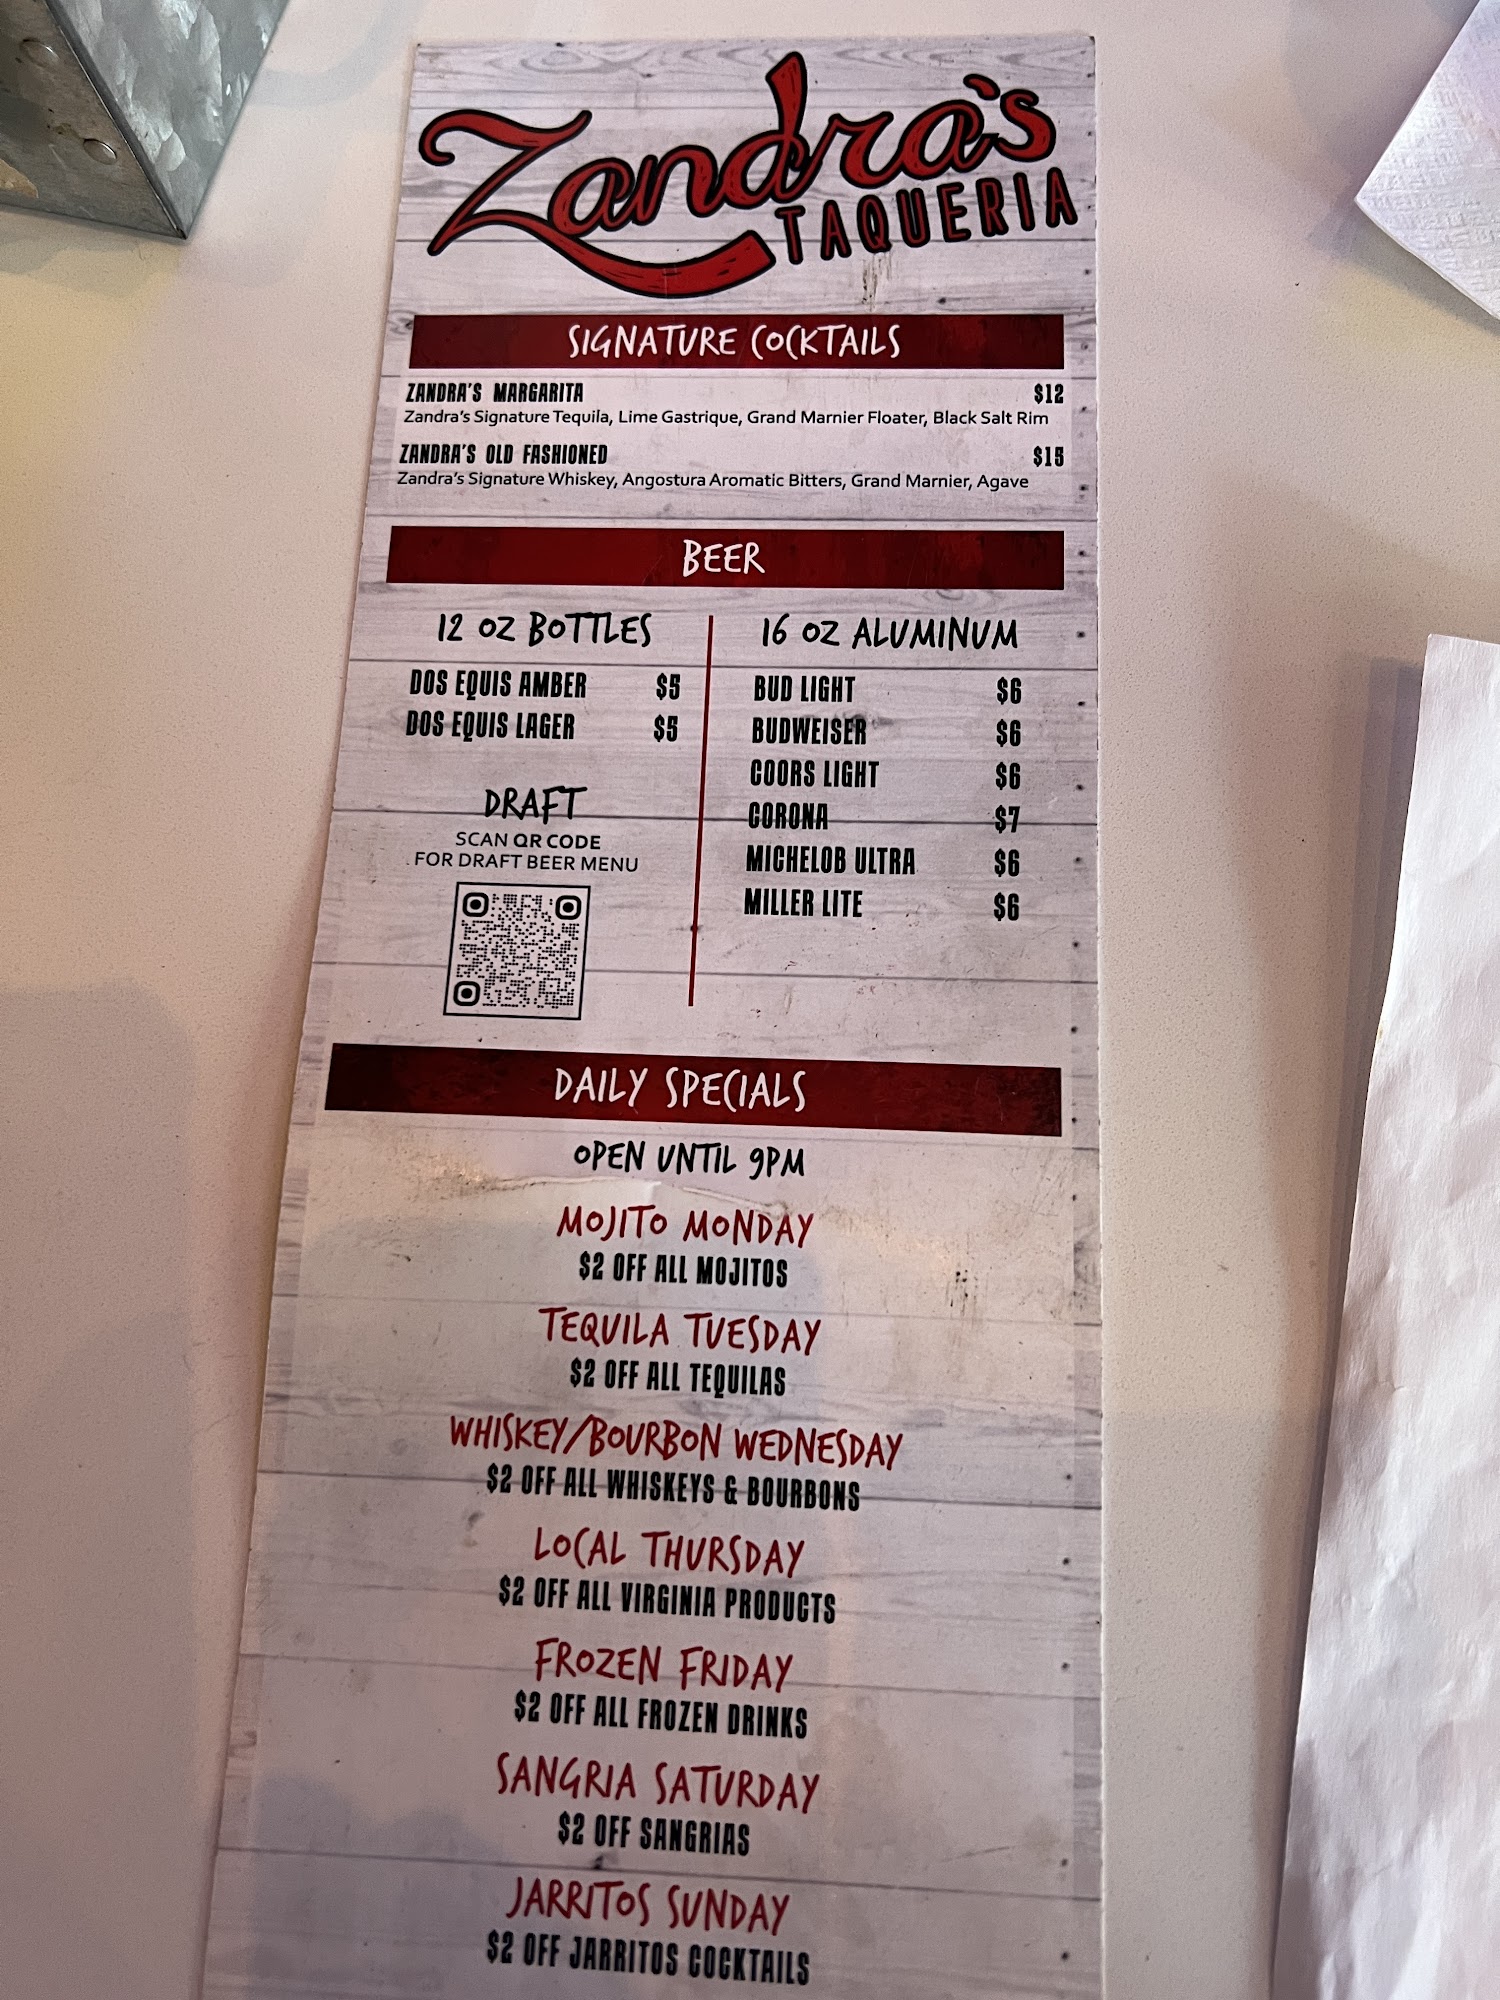 Zandra's
TAQUERIA
SIGNATURE COCKTAILS
ZANDRA'S MARGARITA $12
Zandra's Signature Tequila, Lime Gastrique, Grand Marnier Floater, Black Salt Rim
ZANDRA'S OLD FASHIONED $15
Zandra's Signature Whiskey, Angostura Aromatic Bitters, Grand Marnier, Agave
BEER
12 OZ BOTTLES
DOS EQUIS AMBER $5
DOS EQUIS LAGER $5
DRAFT
SCAN QR CODE
FOR DRAFT BEER MENU
16 OZ ALUMINUM
BUD LIGHT $6
BUDWEISER $6
COORS LIGHT $6
CORONA $7
MICHELOB ULTRA $6
MILLER LITE $6
DAILY SPECIALS
OPEN UNTIL 9PM
MOJITO MONDAY
$2 OFF ALL MOJITOS
TEQUILA TUESDAY
$2 OFF ALL TEQUILAS
WHISKEY/BOURBON WEDNESDAY
$2 OFF ALL WHISKEYS & BOURBONS
LOCAL THURSDAY
$2 OFF ALL VIRGINIA PRODUCTS
FROZEN FRIDAY
$2 OFF ALL FROZEN DRINKS
SANGRIA SATURDAY
$2 OFF SANGRIAS
JARRITOS SUNDAY
$2 OFF JARRITOS COCKTAILS